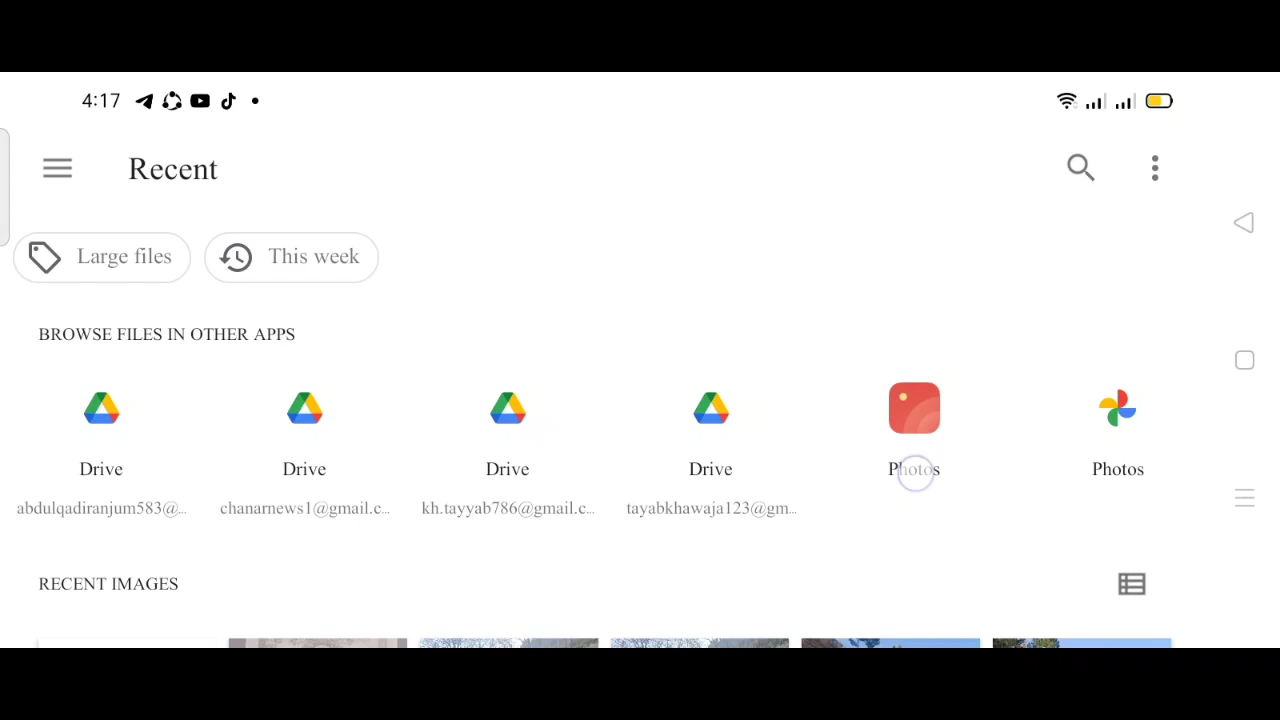 4:17
Recent
Large files
This week
BROWSE FILES IN OTHER APPS
Drive
abdulqadiranjum583@...
Drive
chanarnews1@gmail.c...
Drive
kh.tayyab786@gmail.c...
Drive
tayabkhawaja123@gm...
Photos
Photos
RECENT IMAGES